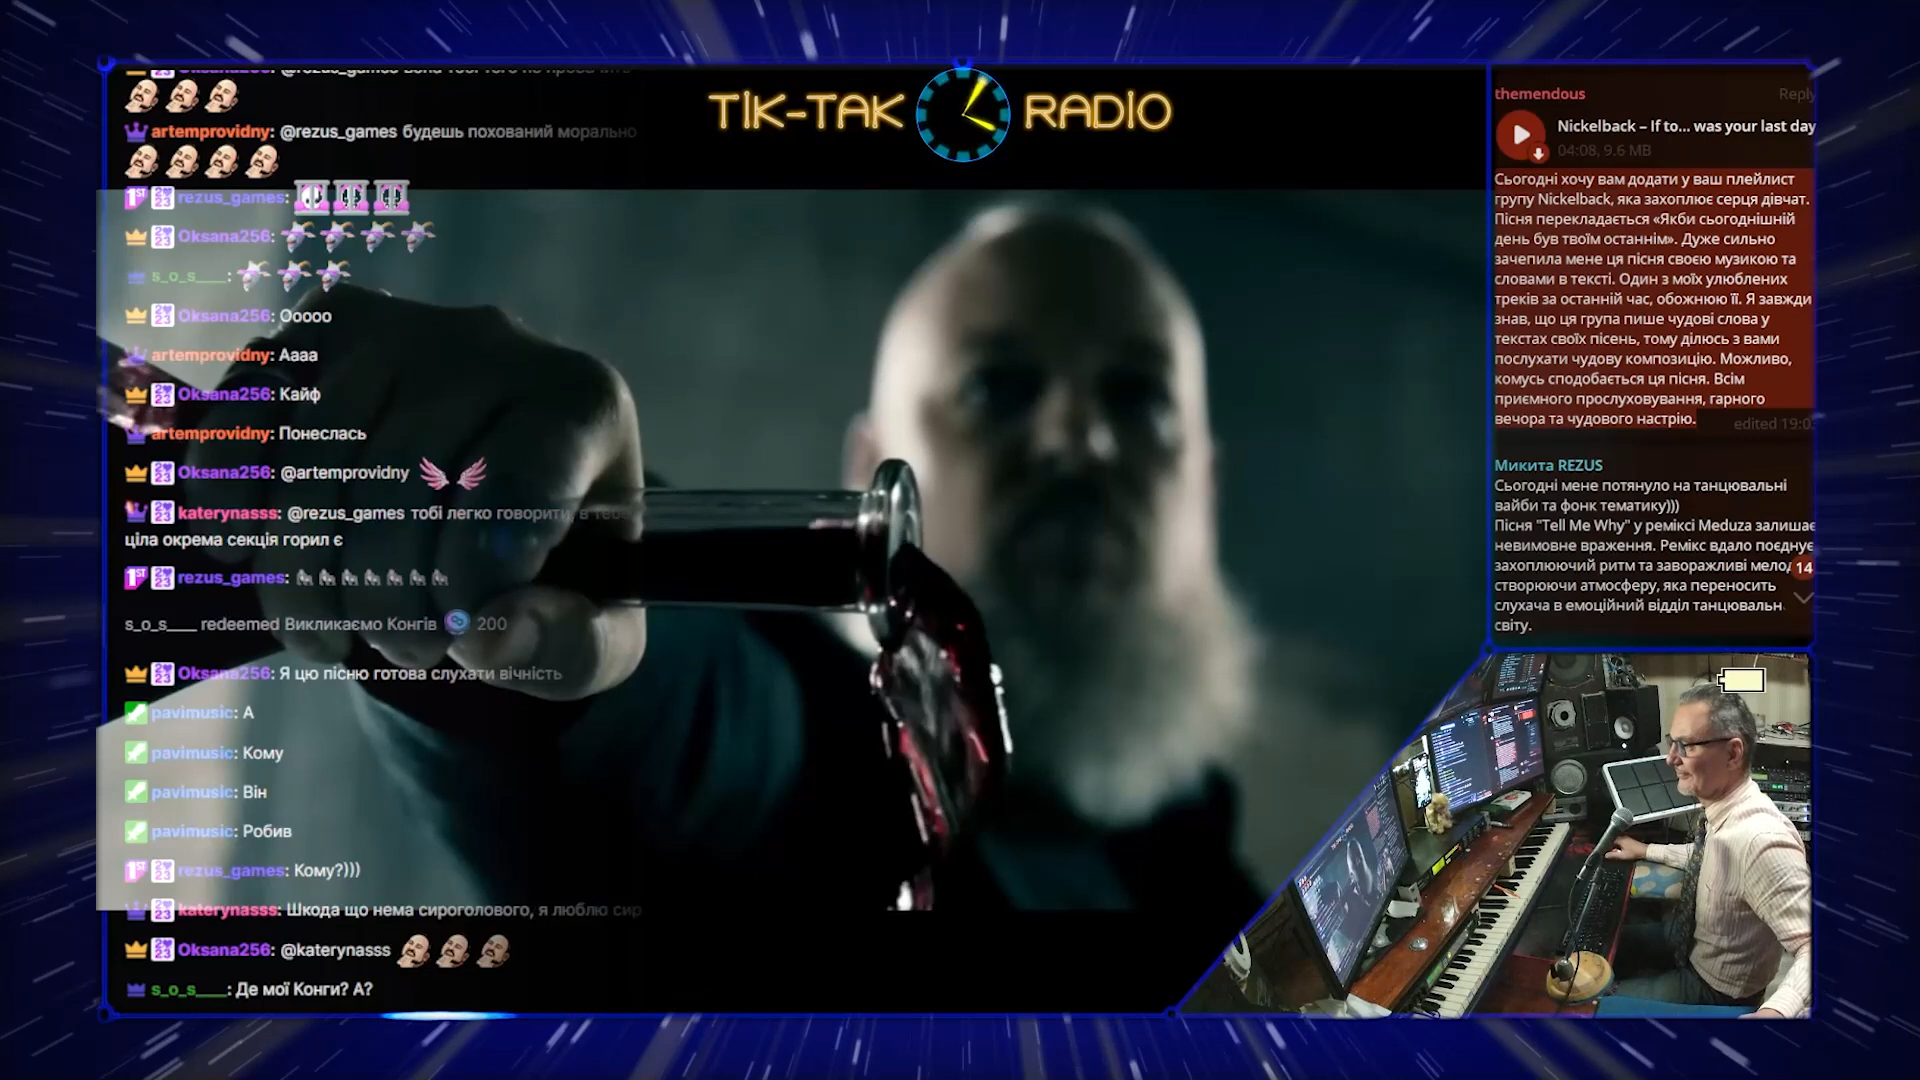 TIK-TAK RADIO
artemprovidny: @rezus_games будешь похований морально
rezus_games:
Oksana256:
s_o_s____:
Oksana256: Ооооо
artemprovidny: Аааа
Oksana256: Кайф
artemprovidny: Понеслась
Oksana256: @artemprovidny
katerynasss: @rezus_games тобі легко говорити, в тебе
ціла окрема секція горил є
rezus_games:
s_o_s____ redeemed Викликаємо Конгів 200
Oksana256: Я цю пісню готова слухати вічність
pavimusic: А
pavimusic: Кому
pavimusic: Він
pavimusic: Робив
rezus_games: Кому?)))
katerynasss: Шкода що нема сироголового, я люблю сир
Oksana256: @katerynasss
s_o_s____: Де мої Конги? А?
themendous Reply
Nickelback – If to... was your last day
04:08, 9.6 MB
Сьогодні хочу вам додати у ваш плейлист
групу Nickelback, яка захоплює серця дівчат.
Пісня перекладається «Якби сьогоднішній
день був твоїм останнім». Дуже сильно
зачепила мене ця пісня своєю музикою та
словами в тексті. Один з моїх улюблених
треків за останній час, обожнюю її. Я завжди
знав, що ця група пише чудові слова у
текстах своїх пісень, тому ділюсь з вами
послухати чудову композицію. Можливо,
комусь сподобається ця пісня. Всім
приємного прослуховування, гарного
вечора та чудового настрію.
edited 19:0
Микита REZUS
Сьогодні мене потянуло на танцювальні
вайби та фонк тематику)))
Пісня "Tell Me Why" у реміксі Meduza залишає
невимовне враження. Ремікс вдало поєднує
захоплюючий ритм та заворажливі мелод
14
створюючи атмосферу, яка переносить
слухача в емоційний відділ танцювальн
світу.